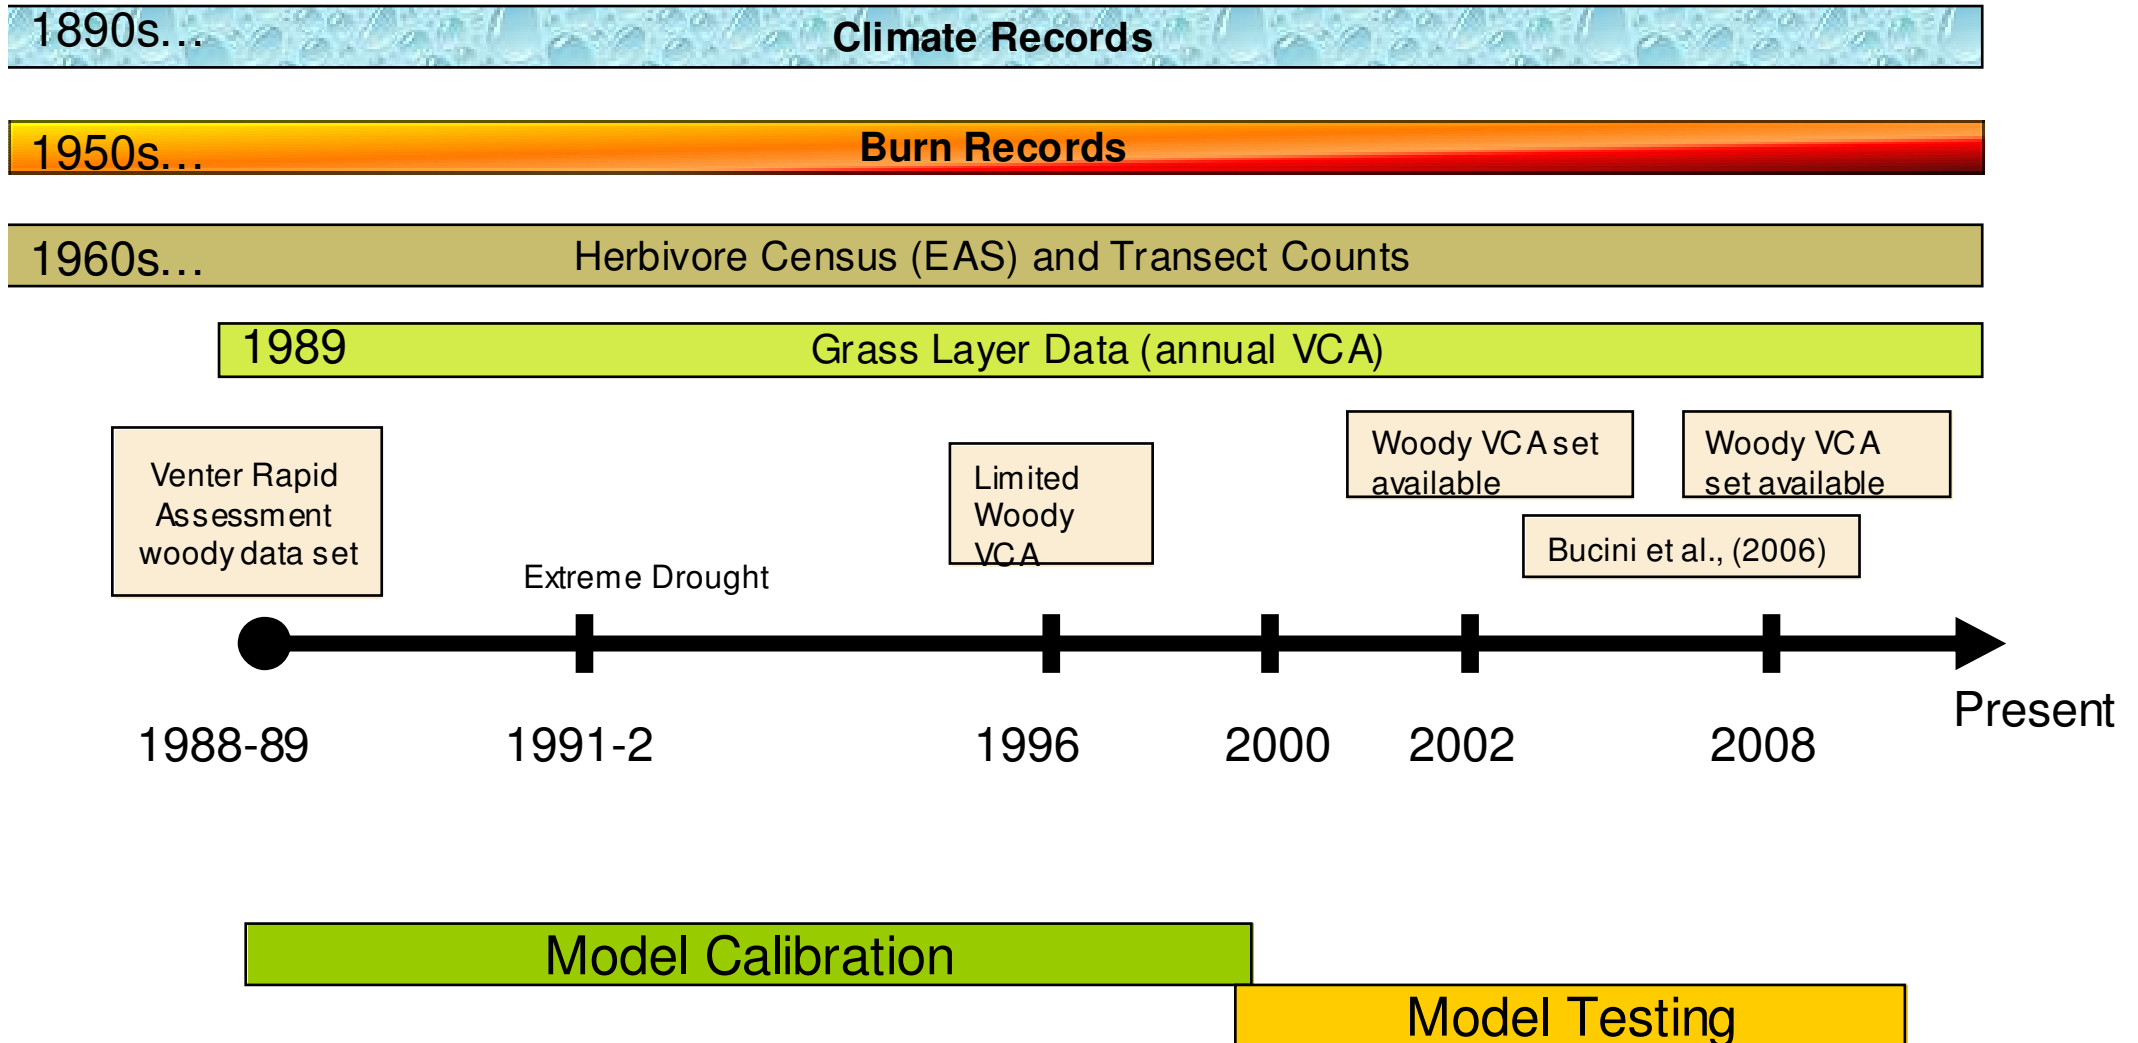 1890s... Climate Records
1950s... Burn Records
1960s... Herbivore Census (EAS) and Transect Counts
1989 Grass Layer Data (annual VCA)
Venter Rapid
Assessment
woody data set
Extreme Drought
Limited
Woody
VCA
Woody VCA set
available
Woody VCA
set available
Bucini et al., (2006)
Present
1988-89 1991-2 1996 2000 2002 2008
Model Calibration
Model Testing